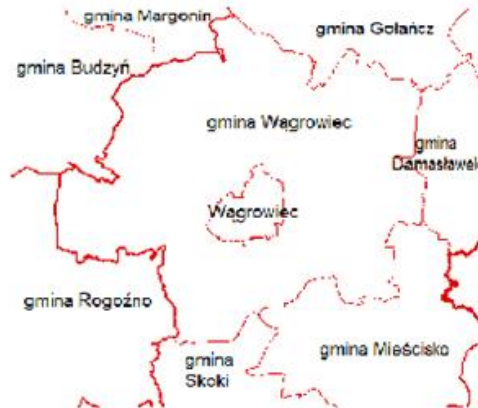 gmina Margonin
gmina Gołańcz
gmina Budzyń
gmina Wągrowiec
gmina
Damasławek
Wągrowiec
gmina Rogoźno
gmina
Skoki
gmina Mieścisko